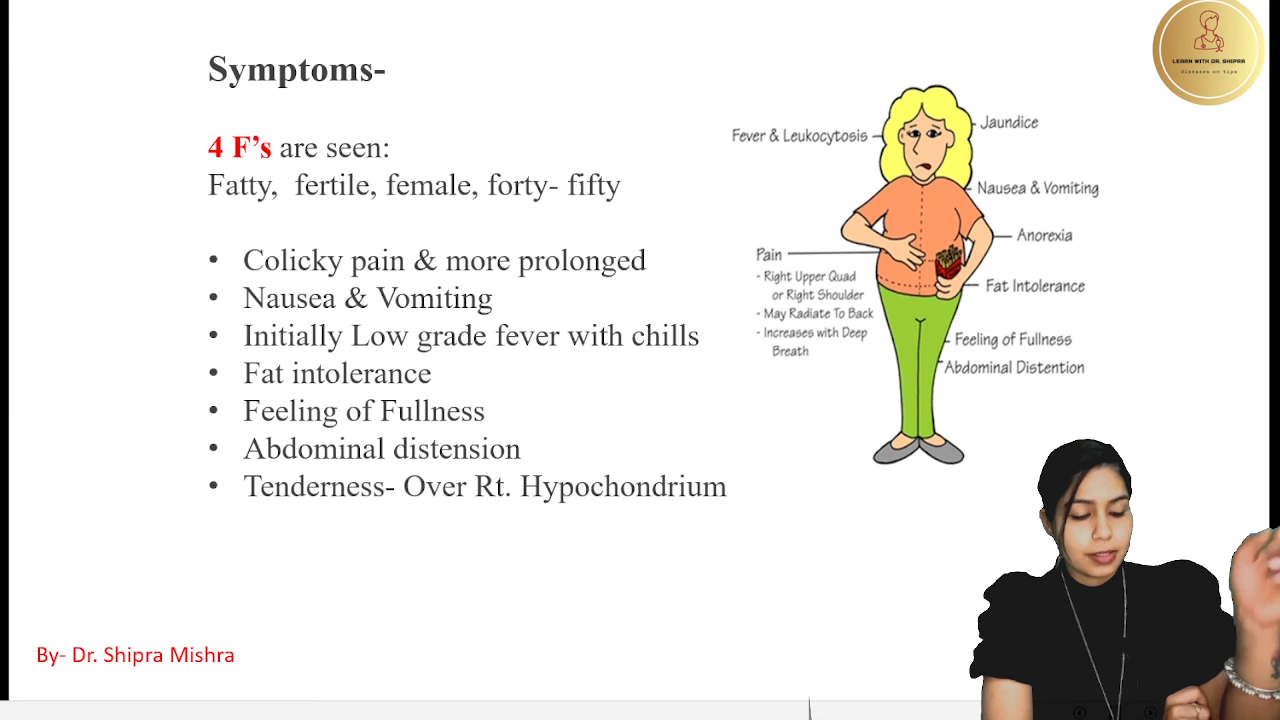 Symptoms-
4 F's are seen:
Fatty, fertile, female, forty- fifty
• Colicky pain & more prolonged
• Nausea & Vomiting
• Initially Low grade fever with chills
• Fat intolerance
• Feeling of Fullness
• Abdominal distension
• Tenderness- Over Rt. Hypochondrium
Fever & Leukocytosis
Pain
- Right Upper Quad
or Right Shoulder
- May Radiate To Back
- Increases with Deep
Breath
Jaundice
Nausea & Vomiting
Anorexia
Fat Intolerance
Feeling of Fullness
Abdominal Distention
LEARN WITH DR. SHIPRA
diseases on tips
By- Dr. Shipra Mishra